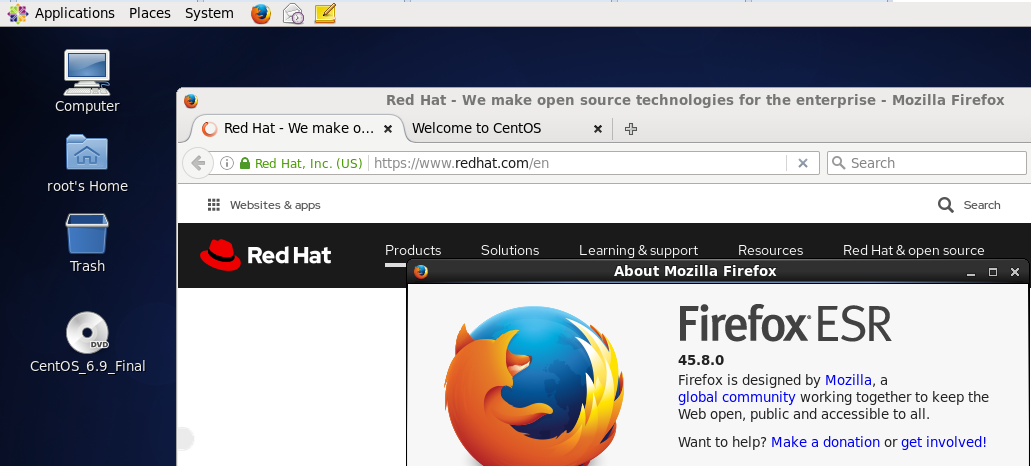 Applications Places System
Computer
root's Home
Trash
DVD
CentOS_6.9_Final
Red Hat - We make open source technologies for the enterprise - Mozilla Firefox
Red Hat - We make o... Welcome to CentOS
Red Hat, Inc. (US) https://www.redhat.com/en Search
Websites & apps Search
Red Hat Products Solutions Learning & support Resources Red Hat & open source
About Mozilla Firefox
Firefox ESR
45.8.0
Firefox is designed by Mozilla, a
global community working together to keep the
Web open, public and accessible to all.
Want to help? Make a donation or get involved!